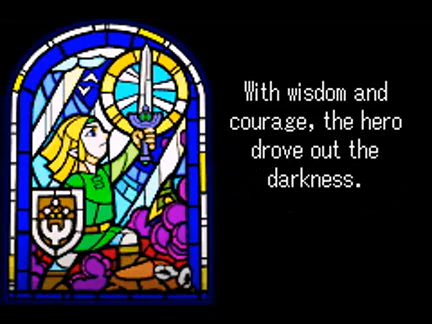 With wisdom and
courage, the hero
drove out the
darkness.